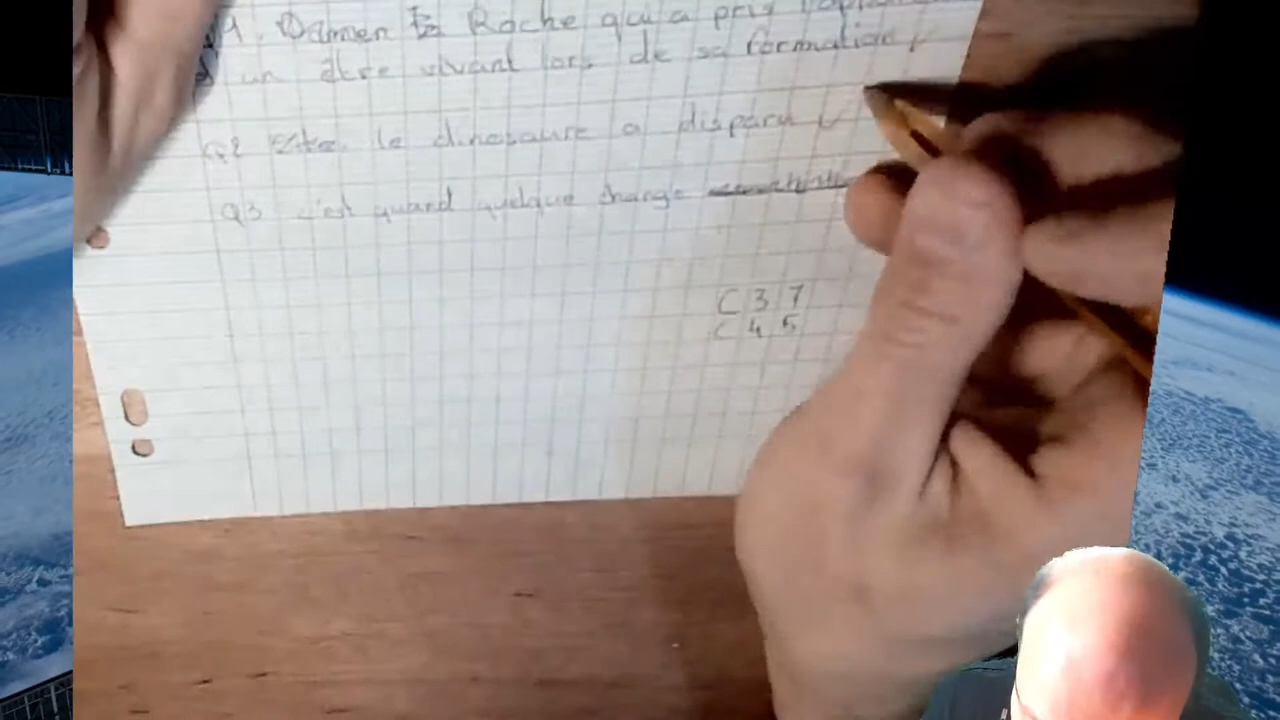 Roche qui a pris
d'un être vivant lors de sa formation
Q2 le dinosaure a disparu
Q3 c'est quand quelque change
C 3 7
C 4 5